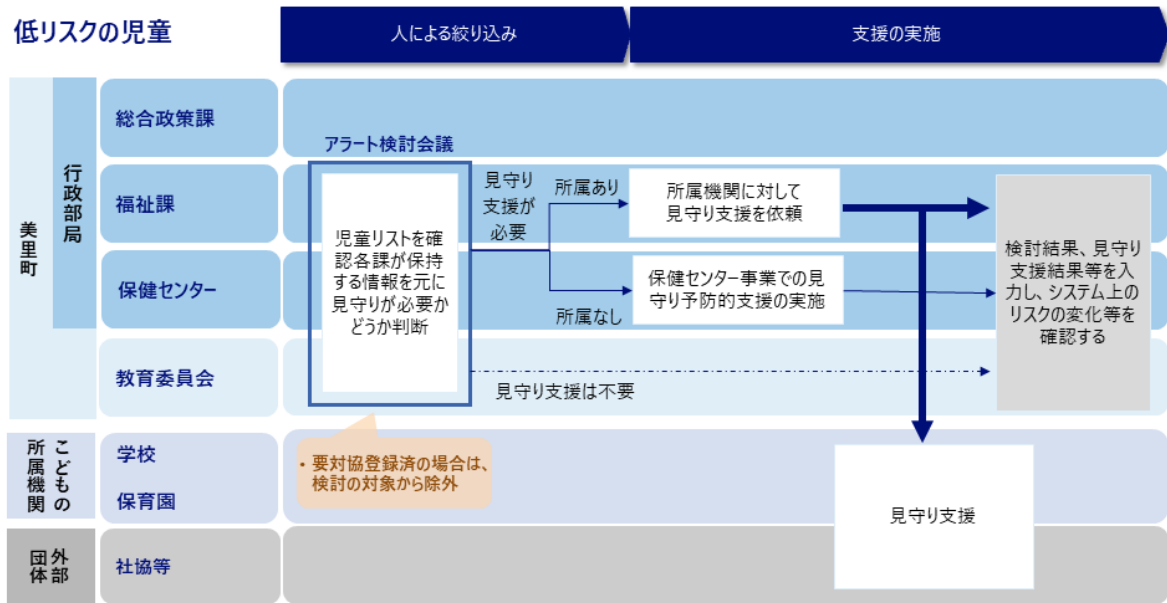 低リスクの児童
人による絞り込み
支援の実施
美里町
行政部局
総合政策課
福祉課
保健センター
教育委員会
こどもの
所属機関
学校
保育園
外部
団体
社協等
アラート検討会議
児童リストを確
認各課が保持
する情報を元に
見守りが必要か
どうか判断
・要対協登録済の場合は、
検討の対象から除外
見守り
支援が
必要
所属あり
所属なし
見守り支援は不要
所属機関に対して
見守り支援を依頼
保健センター事業での見
守り予防的支援の実施
検討結果、見守り
支援結果等を入
力し、システム上の
リスクの変化等を
確認する
見守り支援